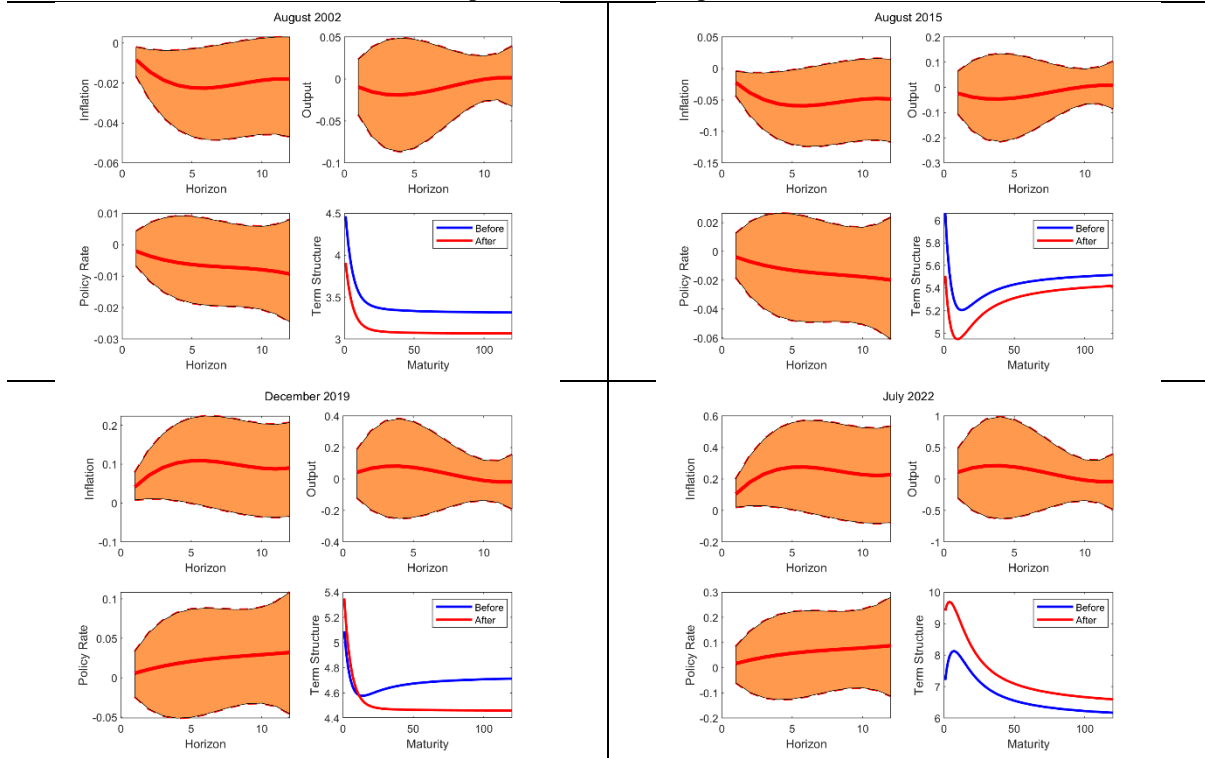 August 2002
0
-0.02
-0.04
-0.06
Inflation
0 5 10
Horizon
0.05
0
-0.05
-0.1
Output
0 5 10
Horizon
0.01
0
-0.01
-0.02
-0.03
Policy Rate
0 5 10
Horizon
4.5
4
3.5
3
Term Structure
Before
After
0 50 100
Maturity
August 2015
0.05
0
-0.05
-0.1
-0.15
Inflation
0 5 10
Horizon
0.2
0.1
0
-0.1
-0.2
-0.3
Output
0 5 10
Horizon
0.02
0
-0.02
-0.04
-0.06
Policy Rate
0 5 10
Horizon
6
5.8
5.6
5.4
5.2
5
Term Structure
Before
After
0 50 100
Maturity
December 2019
0.2
0.1
0
-0.1
Inflation
0 5 10
Horizon
0.4
0.2
0
-0.2
-0.4
Output
0 5 10
Horizon
0.1
0.05
0
-0.05
Policy Rate
0 5 10
Horizon
5.4
5.2
5
4.8
4.6
4.4
Term Structure
Before
After
0 50 100
Maturity
July 2022
0.6
0.4
0.2
0
-0.2
Inflation
0 5 10
Horizon
1
0.5
0
-0.5
-1
Output
0 5 10
Horizon
0.3
0.2
0.1
0
-0.1
-0.2
Policy Rate
0 5 10
Horizon
10
9
8
7
6
Term Structure
Before
After
0 50 100
Maturity